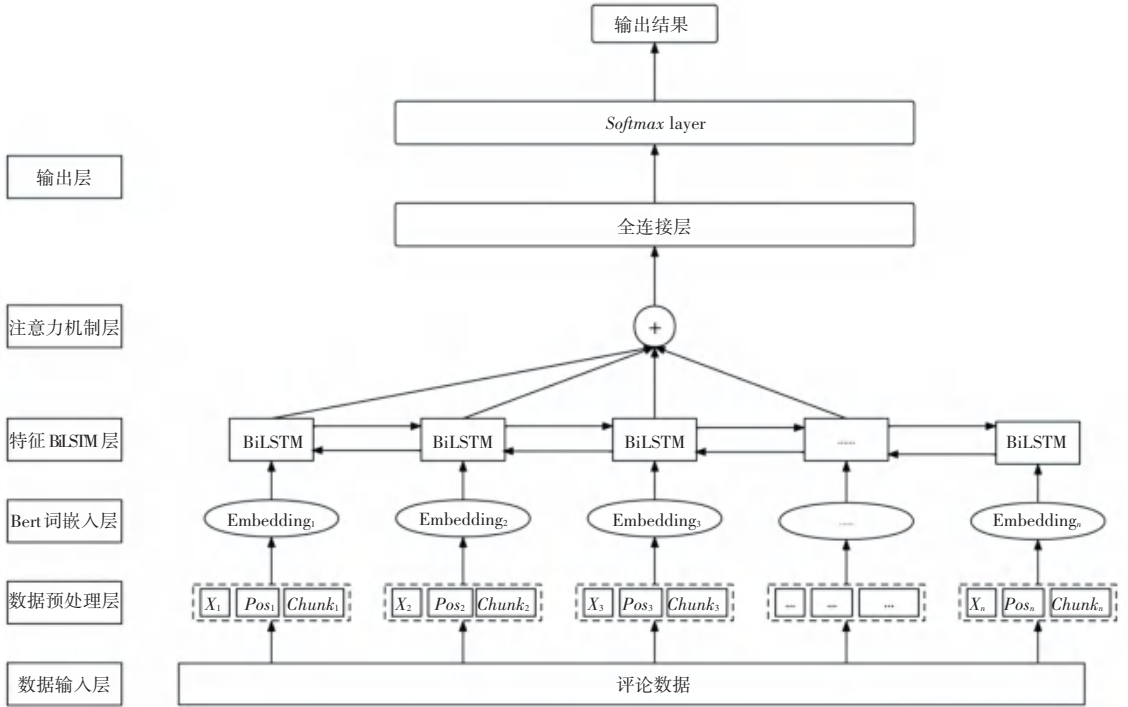 输出结果
Softmax layer
输出层
全连接层
注意力机制层
+
特征 BiLSTM 层
BiLSTM
BiLSTM
BiLSTM
......
BiLSTM
Bert 词嵌入层
Embedding₁
Embedding₂
Embedding₃
......
Embeddingₙ
数据预处理层
X₁ Pos₁ Chunk₁
X₂ Pos₂ Chunk₂
X₃ Pos₃ Chunk₃
... ... ...
Xₙ Posₙ Chunkₙ
数据输入层
评论数据